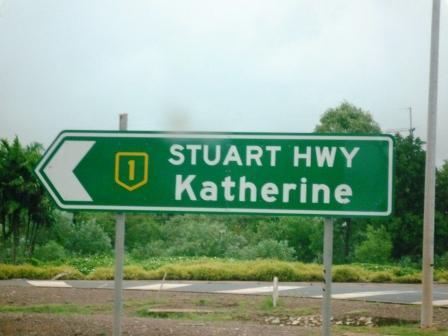 1
STUART HWY
Katherine